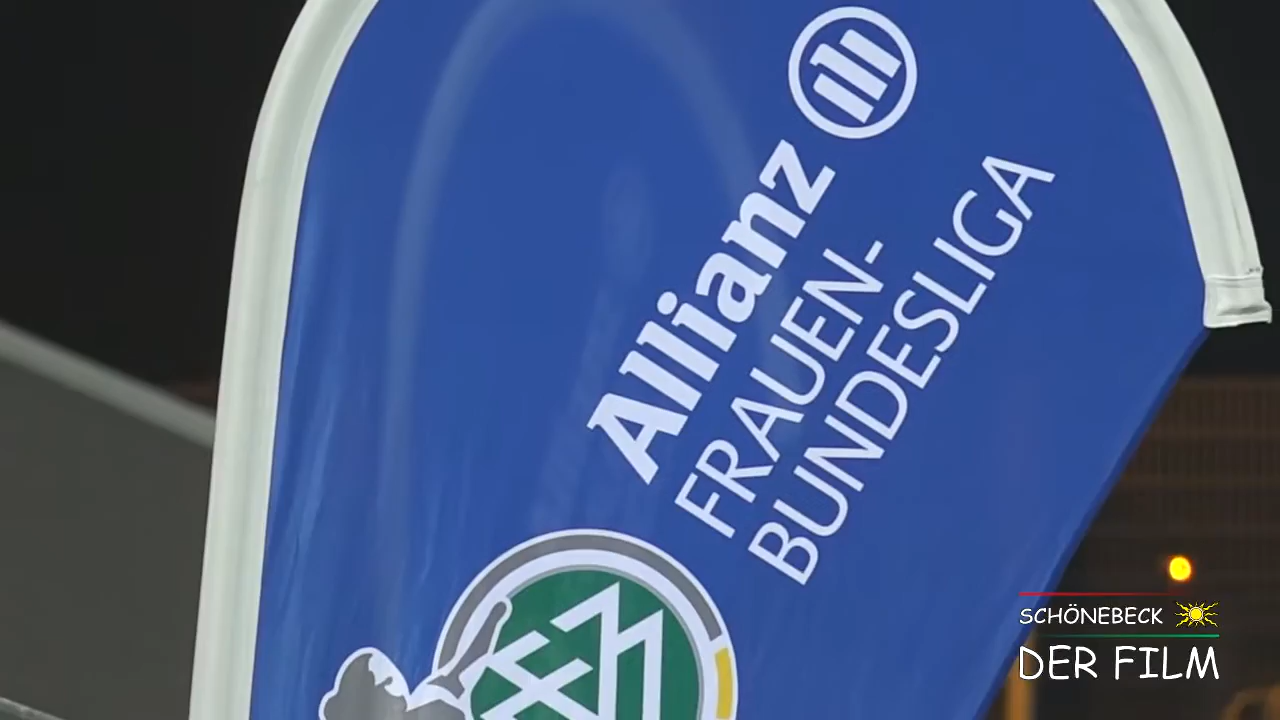 Allianz
FRAUEN-
BUNDESLIGA
SCHÖNEBECK
DER FILM